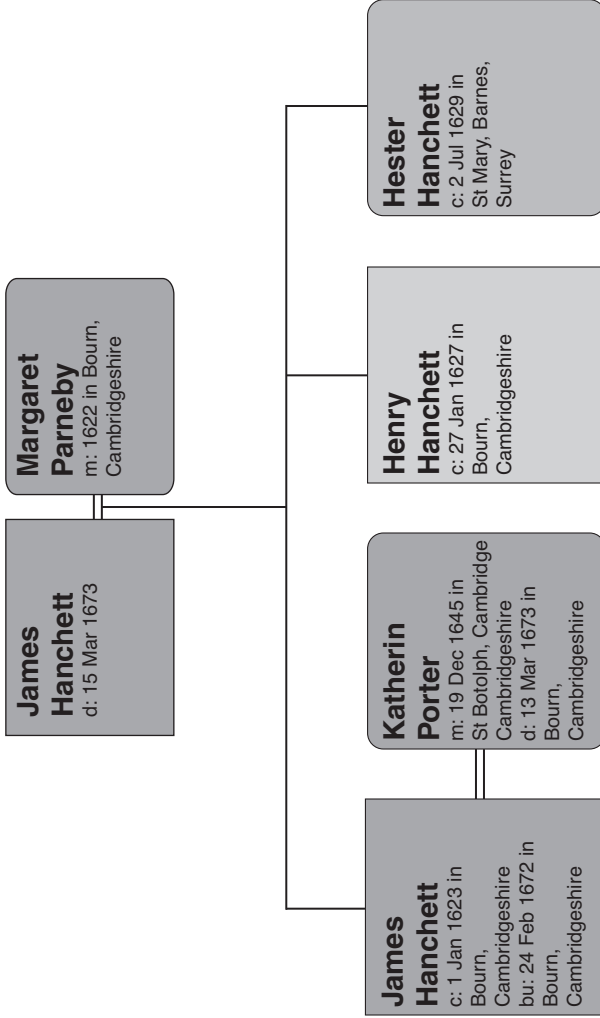 James
Hanchett
d: 15 Mar 1673
Margaret
Parneby
m: 1622 in Bourn,
Cambridgeshire
James
Hanchett
c: 1 Jan 1623 in
Bourn,
Cambridgeshire
bu: 24 Feb 1672 in
Bourn,
Cambridgeshire
Katherin
Porter
m: 19 Dec 1645 in
St Botolph, Cambridge
Cambridgeshire
d: 13 Mar 1673 in
Bourn,
Cambridgeshire
Henry
Hanchett
c: 27 Jan 1627 in
Bourn,
Cambridgeshire
Hester
Hanchett
c: 2 Jul 1629 in
St Mary, Barnes,
Surrey